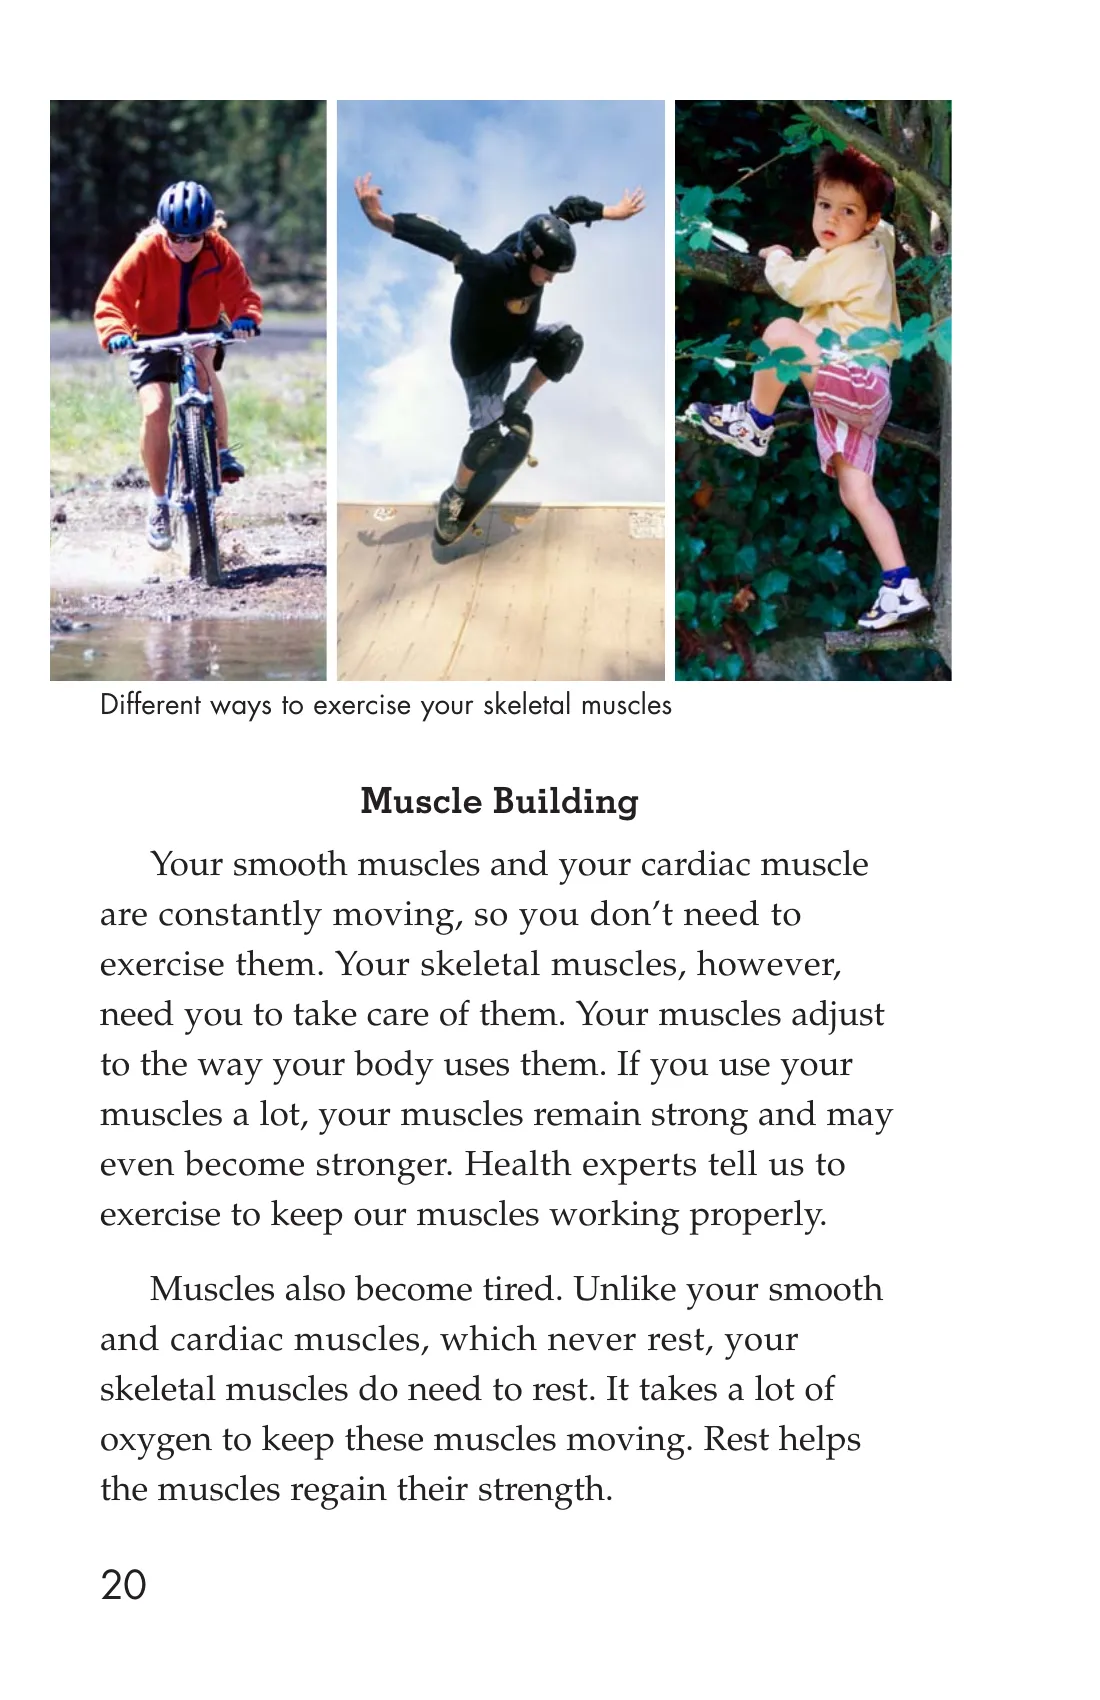 Different ways to exercise your skeletal muscles
Muscle Building
Your smooth muscles and your cardiac muscle
are constantly moving, so you don’t need to
exercise them. Your skeletal muscles, however,
need you to take care of them. Your muscles adjust
to the way your body uses them. If you use your
muscles a lot, your muscles remain strong and may
even become stronger. Health experts tell us to
exercise to keep our muscles working properly.
Muscles also become tired. Unlike your smooth
and cardiac muscles, which never rest, your
skeletal muscles do need to rest. It takes a lot of
oxygen to keep these muscles moving. Rest helps
the muscles regain their strength.
20